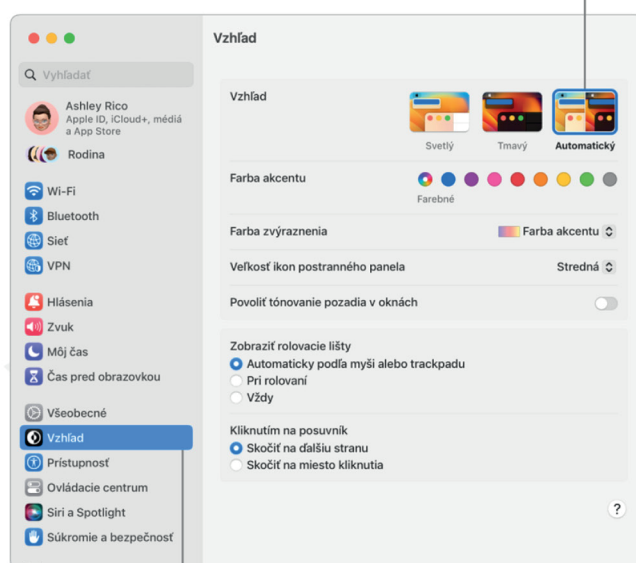 Vzhľad
Vyhľadať
Ashley Rico
Apple ID, iCloud+, médiá
a App Store
Rodina
Wi-Fi
Bluetooth
Sieť
VPN
Hlásenia
Zvuk
Môj čas
Čas pred obrazovkou
Všeobecné
Vzhľad
Prístupnosť
Ovládacie centrum
Siri a Spotlight
Súkromie a bezpečnosť
Vzhľad
Svetlý
Tmavý
Automatický
Farba akcentu
Farebné
Farba zvýraznenia
Farba akcentu
Veľkosť ikon postranného panela
Stredná
Povoliť tónovanie pozadia v oknách
Zobraziť rolovacie lišty
Automaticky podľa myši alebo trackpadu
Pri rolovaní
Vždy
Kliknutím na posuvník
Skočiť na ďalšiu stranu
Skočiť na miesto kliknutia
?